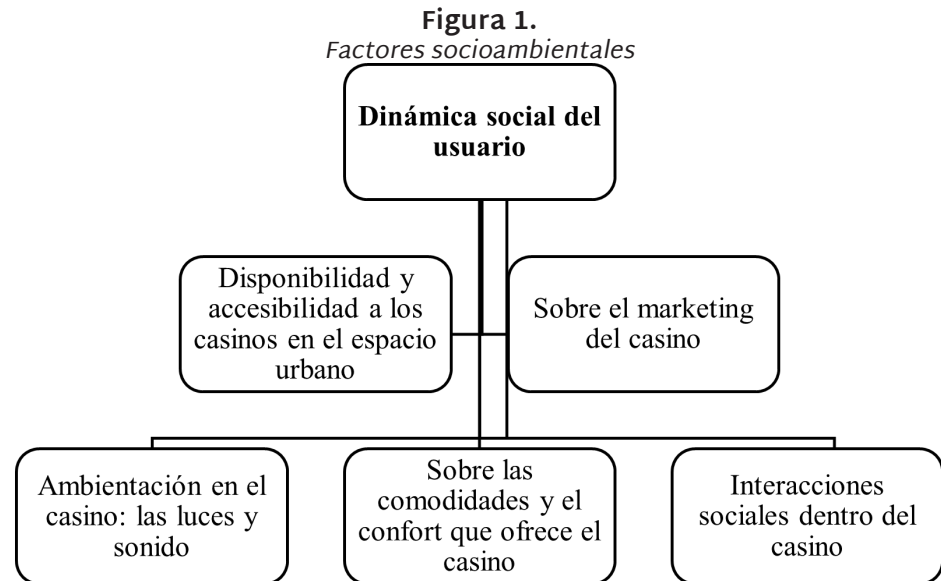 Figura 1.
Factores socioambientales
Dinámica social del
usuario
Disponibilidad y
accesibilidad a los
casinos en el espacio
urbano
Sobre el marketing
del casino
Ambientación en el
casino: las luces y
sonido
Sobre las
comodidades y el
confort que ofrece el
casino
Interacciones
sociales dentro del
casino